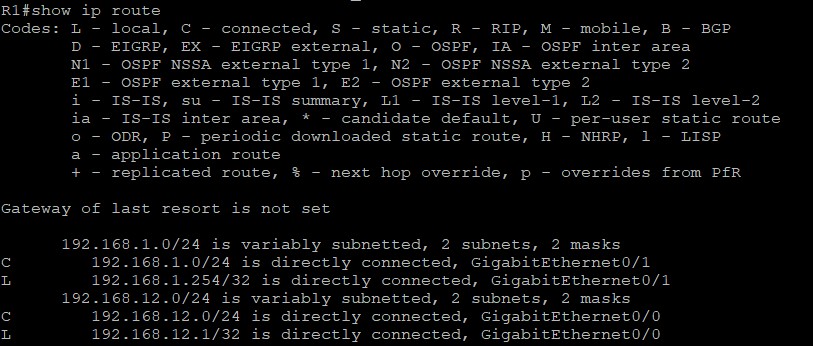 R1#show ip route
Codes: L - local, C - connected, S - static, R - RIP, M - mobile, B - BGP
       D - EIGRP, EX - EIGRP external, O - OSPF, IA - OSPF inter area
       N1 - OSPF NSSA external type 1, N2 - OSPF NSSA external type 2
       E1 - OSPF external type 1, E2 - OSPF external type 2
       i - IS-IS, su - IS-IS summary, L1 - IS-IS level-1, L2 - IS-IS level-2
       ia - IS-IS inter area, * - candidate default, U - per-user static route
       o - ODR, P - periodic downloaded static route, H - NHRP, l - LISP
       a - application route
       + - replicated route, % - next hop override, p - overrides from PfR
Gateway of last resort is not set
      192.168.1.0/24 is variably subnetted, 2 subnets, 2 masks
C        192.168.1.0/24 is directly connected, GigabitEthernet0/1
L        192.168.1.254/32 is directly connected, GigabitEthernet0/1
      192.168.12.0/24 is variably subnetted, 2 subnets, 2 masks
C        192.168.12.0/24 is directly connected, GigabitEthernet0/0
L        192.168.12.1/32 is directly connected, GigabitEthernet0/0